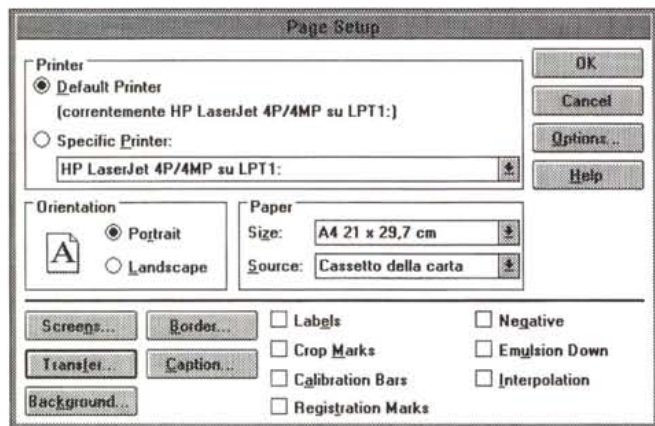 Page Setup
Printer
Default Printer
(correntemente HP LaserJet 4P/4MP su LPT1:)
Specific Printer:
HP LaserJet 4P/4MP su LPT1:
OK
Cancel
Options...
Help
Orientation
A
Portrait
Landscape
Paper
Size: A4 21 x 29,7 cm
Source: Cassetto della carta
Screens...
Border...
Transfer...
Caption...
Background...
Labels
Crop Marks
Calibration Bars
Registration Marks
Negative
Emulsion Down
Interpolation